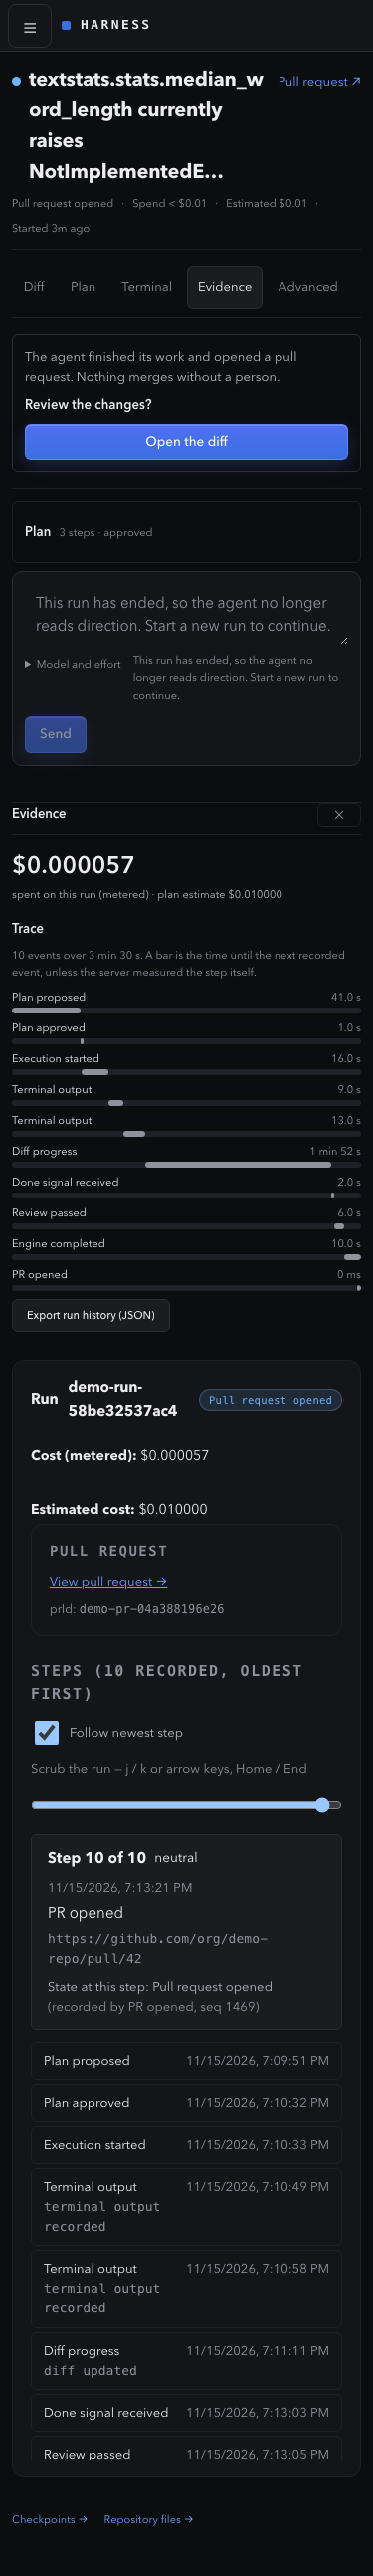 HARNESS
textstats.stats.median_w
ord_length currently
raises
NotImplementedE…
Pull request ↗
Pull request opened · Spend < $0.01 · Estimated $0.01 ·
Started 3m ago
Diff Plan Terminal Evidence Advanced
The agent finished its work and opened a pull
request. Nothing merges without a person.
Review the changes?
Open the diff
Plan 3 steps · approved
This run has ended, so the agent no longer
reads direction. Start a new run to continue.
▶ Model and effort
This run has ended, so the agent no
longer reads direction. Start a new run to
continue.
Send
Evidence ×
$0.000057
spent on this run (metered) · plan estimate $0.010000
Trace
10 events over 3 min 30 s. A bar is the time until the next recorded
event, unless the server measured the step itself.
Plan proposed 41.0 s
Plan approved 1.0 s
Execution started 16.0 s
Terminal output 9.0 s
Terminal output 13.0 s
Diff progress 1 min 52 s
Done signal received 2.0 s
Review passed 6.0 s
Engine completed 10.0 s
PR opened 0 ms
Export run history (JSON)
Run demo-run-
58be32537ac4
Pull request opened
Cost (metered): $0.000057
Estimated cost: $0.010000
PULL REQUEST
View pull request →
prId: demo-pr-04a388196e26
STEPS (10 RECORDED, OLDEST
FIRST)
Follow newest step
Scrub the run — j / k or arrow keys, Home / End
Step 10 of 10 neutral
11/15/2026, 7:13:21 PM
PR opened
https://github.com/org/demo-
repo/pull/42
State at this step: Pull request opened
(recorded by PR opened, seq 1469)
Plan proposed 11/15/2026, 7:09:51 PM
Plan approved 11/15/2026, 7:10:32 PM
Execution started 11/15/2026, 7:10:33 PM
Terminal output 11/15/2026, 7:10:49 PM
terminal output
recorded
Terminal output 11/15/2026, 7:10:58 PM
terminal output
recorded
Diff progress 11/15/2026, 7:11:11 PM
diff updated
Done signal received 11/15/2026, 7:13:03 PM
Review passed 11/15/2026, 7:13:05 PM
Checkpoints → Repository files →